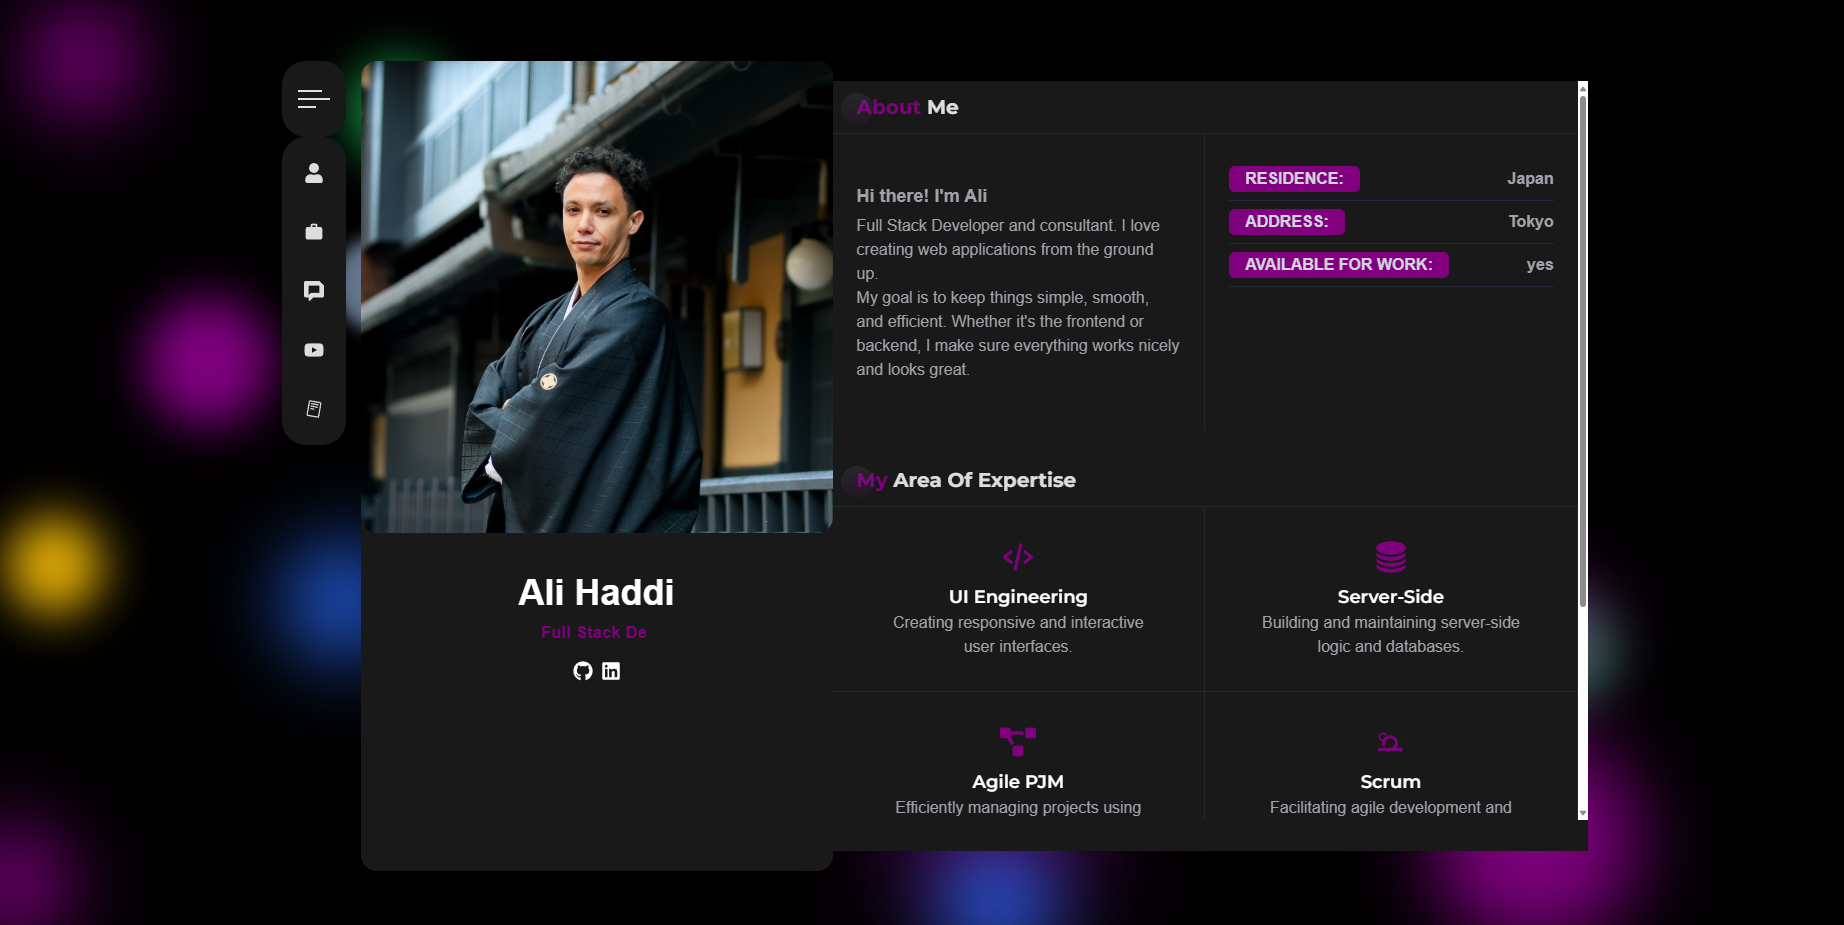 About Me
Hi there! I'm Ali
Full Stack Developer and consultant. I love
creating web applications from the ground
up.
My goal is to keep things simple, smooth,
and efficient. Whether it's the frontend or
backend, I make sure everything works nicely
and looks great.
RESIDENCE: Japan
ADDRESS: Tokyo
AVAILABLE FOR WORK: yes
Ali Haddi
Full Stack De
My Area Of Expertise
UI Engineering
Creating responsive and interactive
user interfaces.
Server-Side
Building and maintaining server-side
logic and databases.
Agile PJM
Efficiently managing projects using
Scrum
Facilitating agile development and